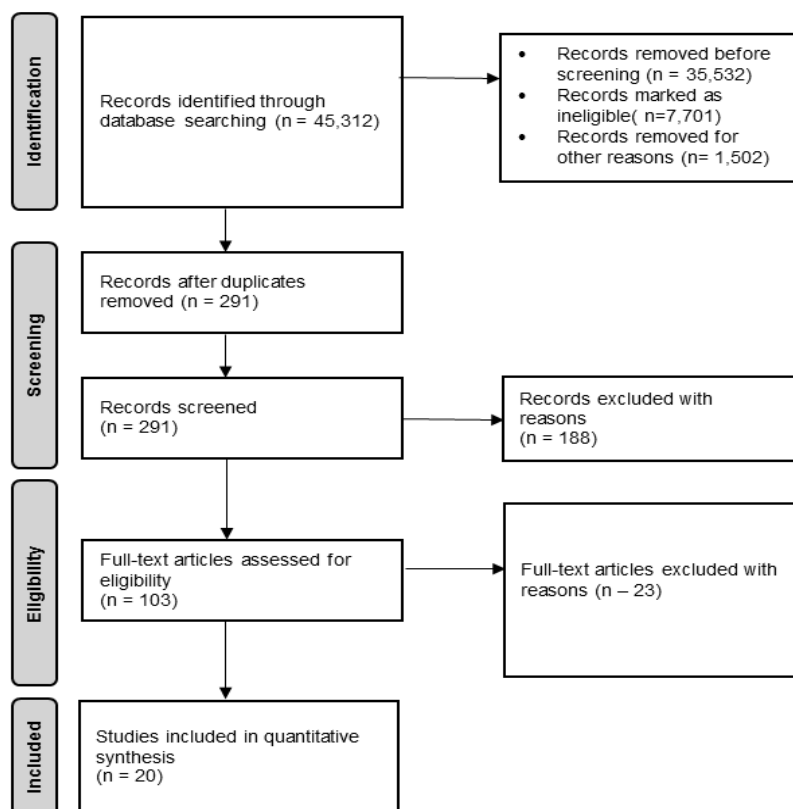 Identification
Records identified through
database searching (n = 45,312)
• Records removed before
screening (n = 35,532)
• Records marked as
ineligible( n=7,701)
• Records removed for
other reasons (n= 1,502)
Screening
Records after duplicates
removed (n = 291)
Records screened
(n = 291)
Records excluded with
reasons
(n = 188)
Eligibility
Full-text articles assessed for
eligibility
(n = 103)
Full-text articles excluded with
reasons (n – 23)
Included
Studies included in quantitative
synthesis
(n = 20)